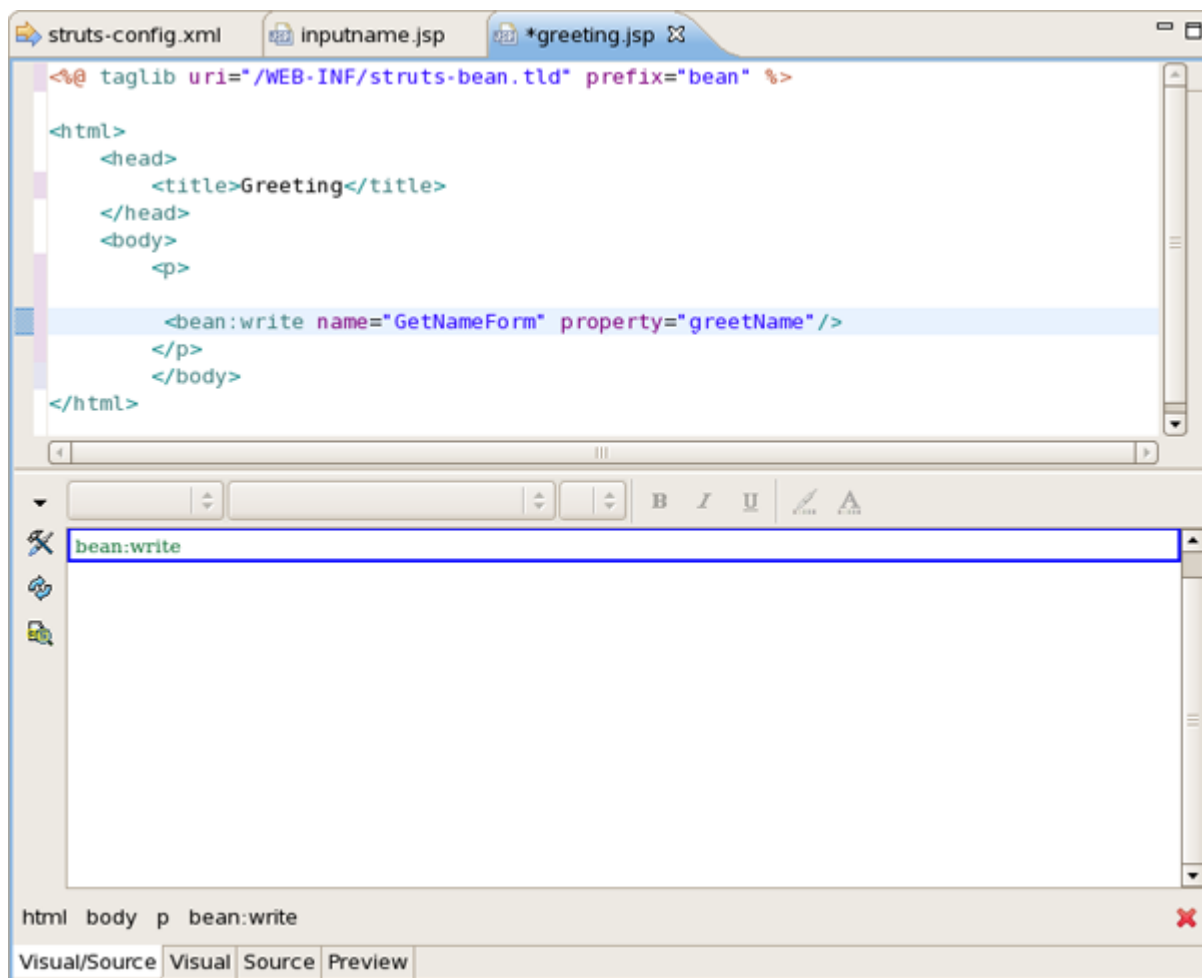 struts-config.xml inputname.jsp *greeting.jsp
<%@ taglib uri="/WEB-INF/struts-bean.tld" prefix="bean" %>
<html>
<head>
<title>Greeting</title>
</head>
<body>
<p>
<bean:write name="GetNameForm" property="greetName"/>
</p>
</body>
</html>
B I U A
bean:write
html body p bean:write
Visual/Source Visual Source Preview